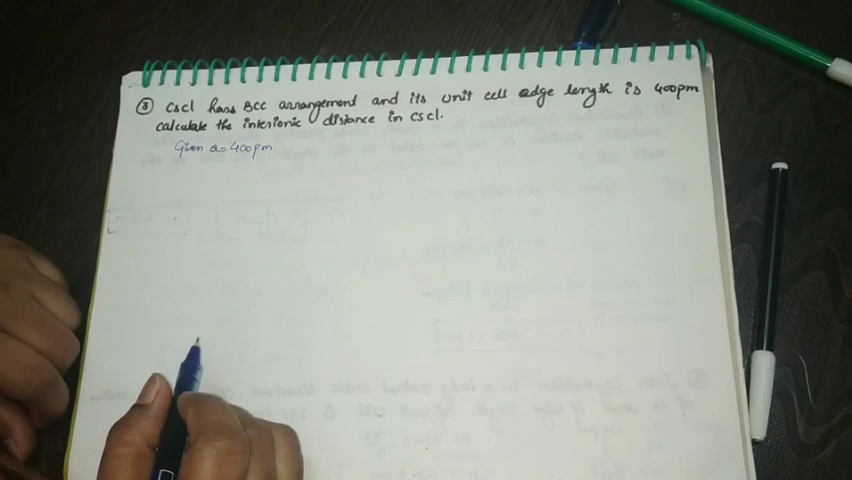 ③ CsCl has BCC arrangement and its unit cell edge length is 400pm
calculate the interionic distance in CsCl.
Given a=400pm